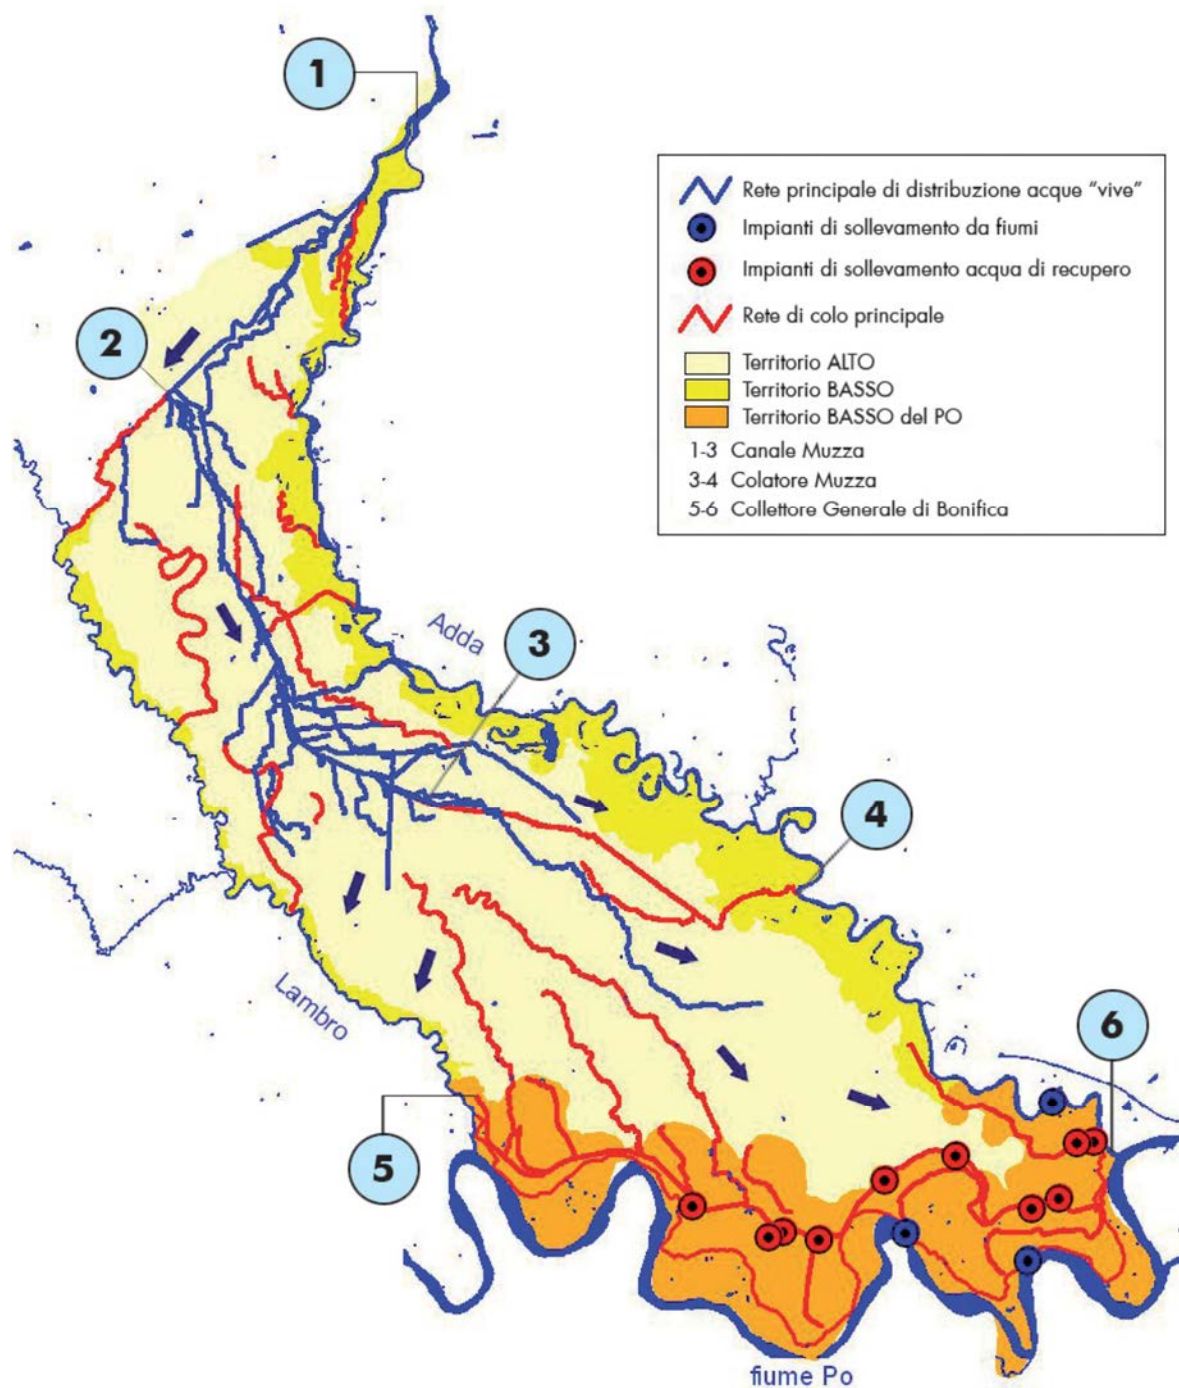 1
Rete principale di distribuzione acque “vive”
Impianti di sollevamento da fiumi
Impianti di sollevamento acqua di recupero
Rete di colo principale
Territorio ALTO
Territorio BASSO
Territorio BASSO del PO
1-3 Canale Muzza
3-4 Colatore Muzza
5-6 Collettore Generale di Bonifica
2
Adda
3
4
Lambro
6
5
fiume Po